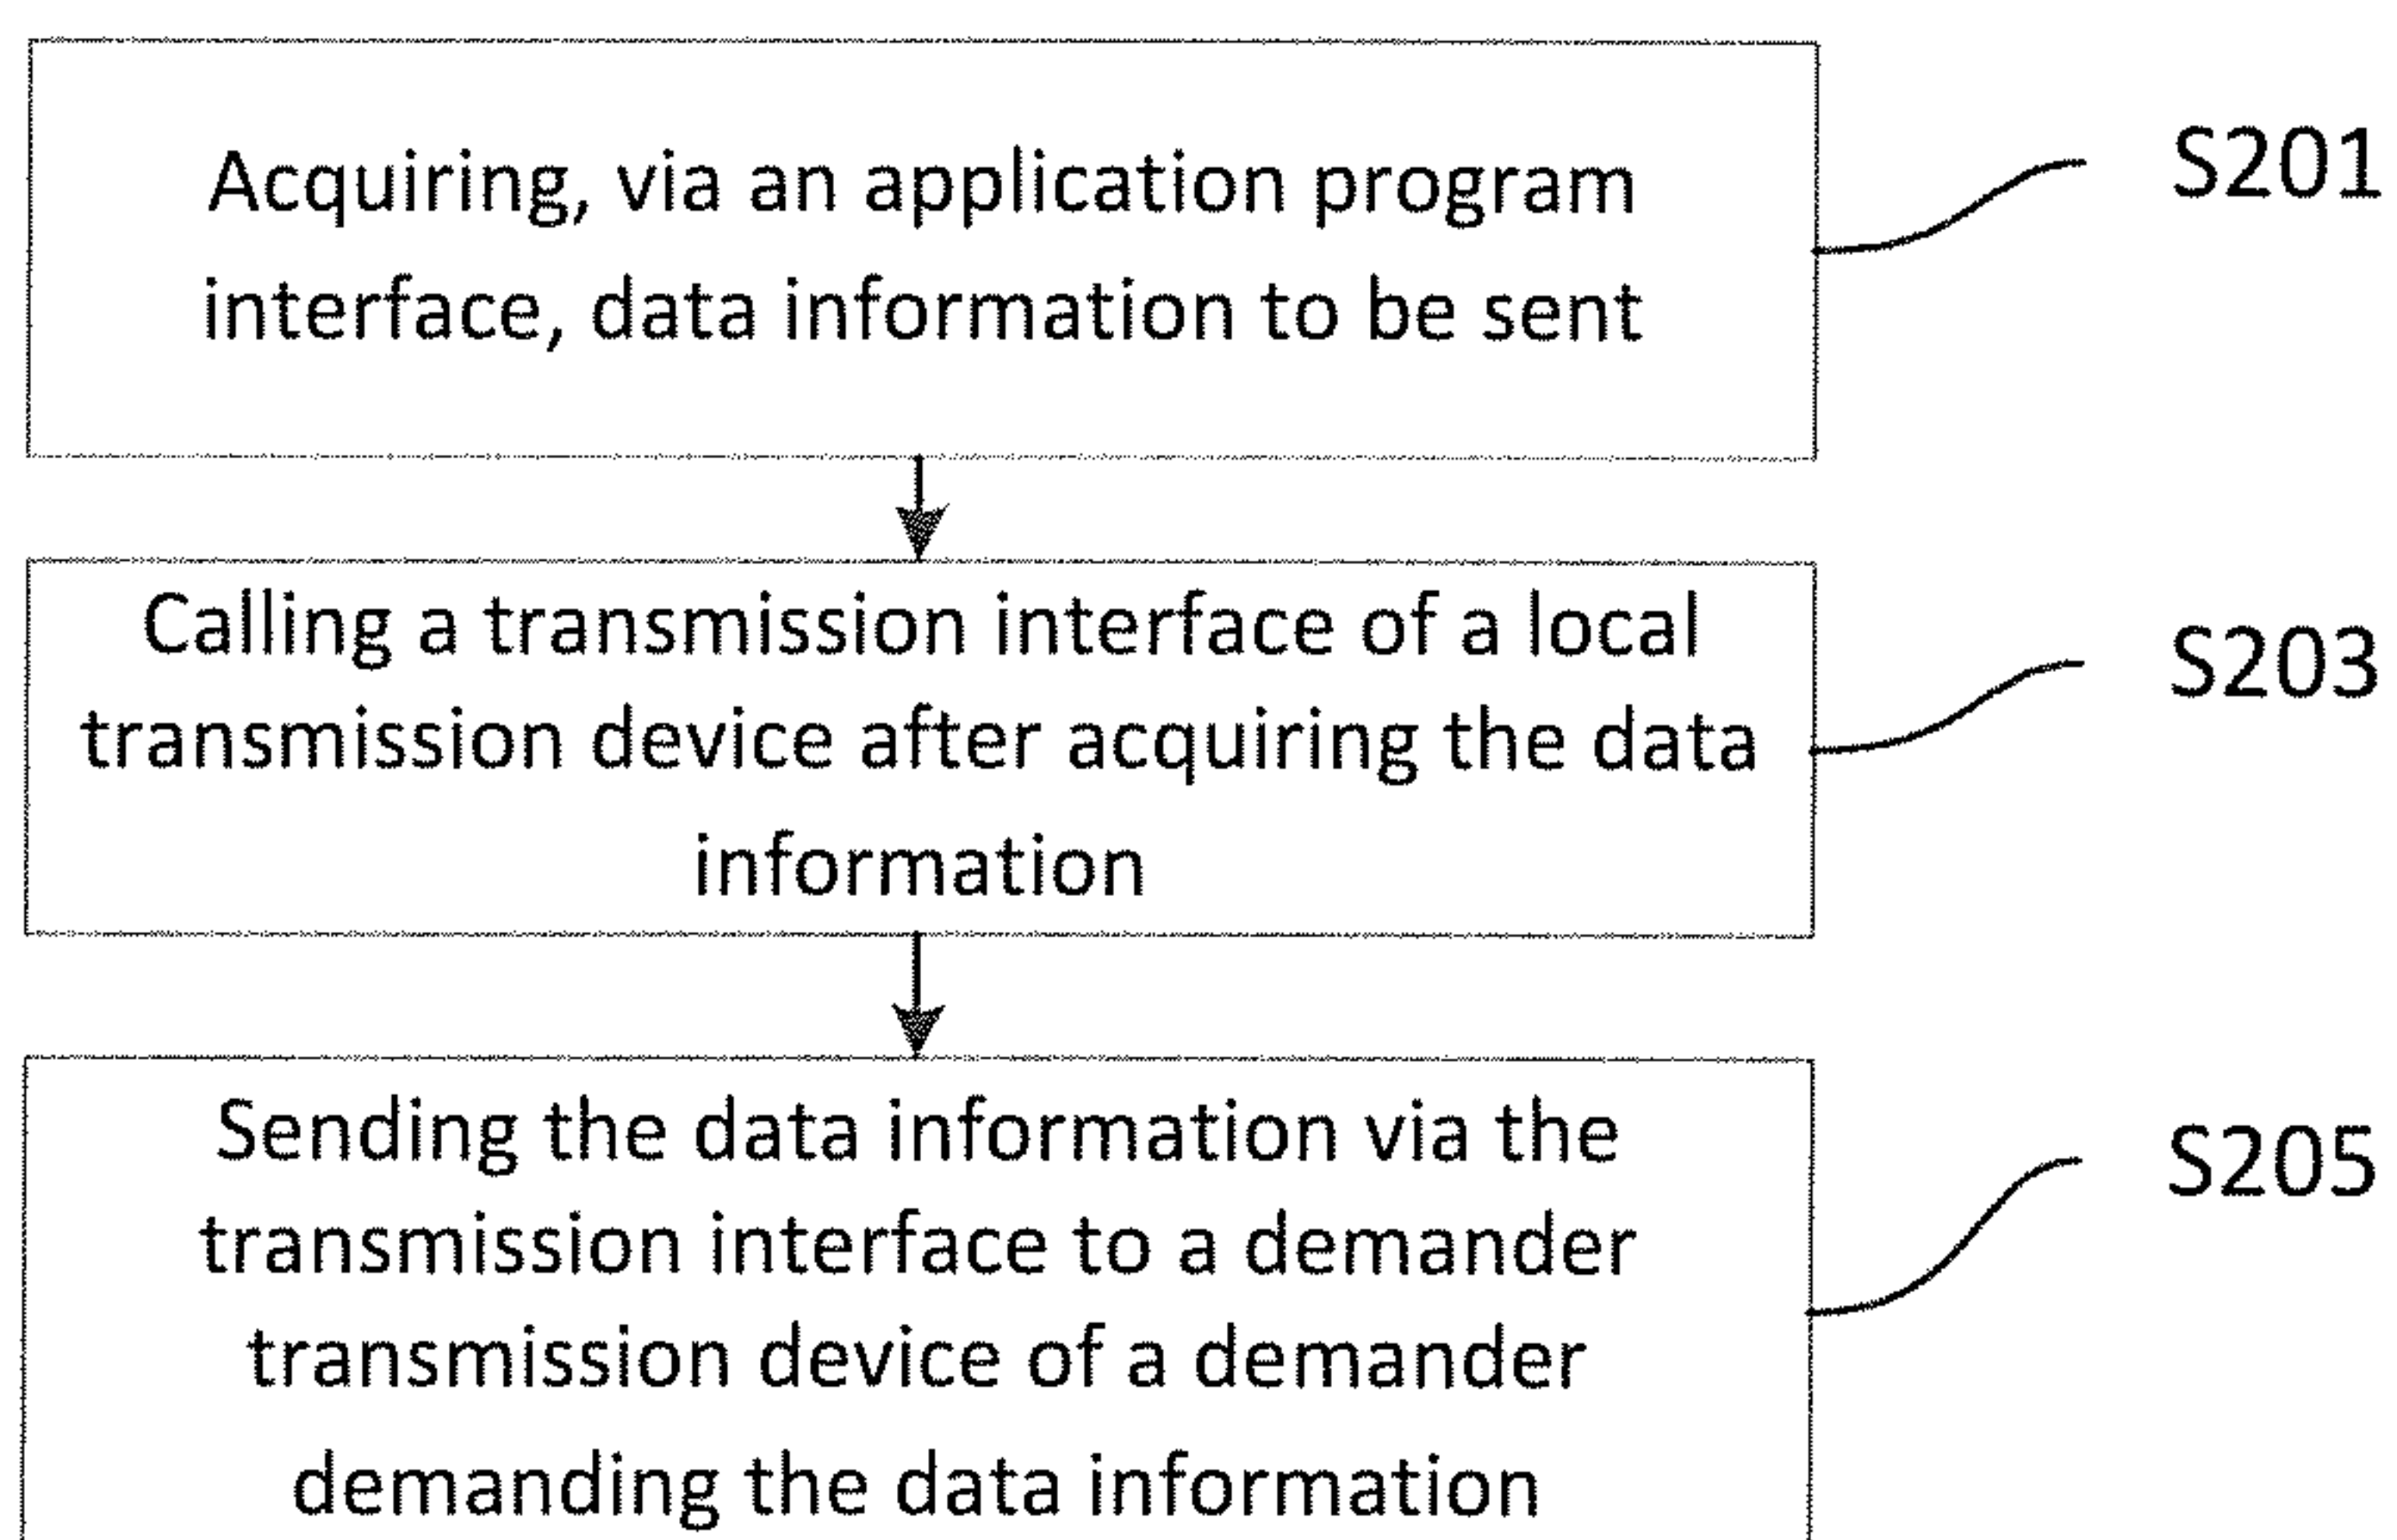 Acquiring, via an application program
interface, data information to be sent
S201
Calling a transmission interface of a local
transmission device after acquiring the data
information
S203
Sending the data information via the
transmission interface to a demander
transmission device of a demander
demanding the data information
S205